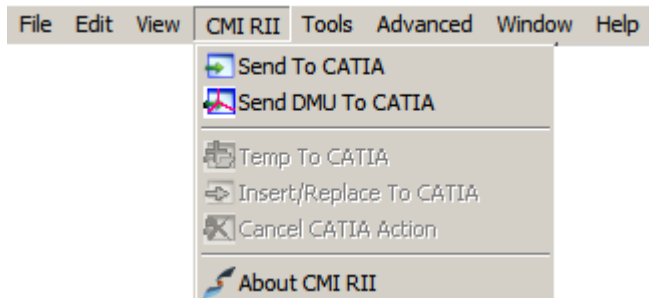 File Edit View CMI RII Tools Advanced Window Help
Send To CATIA
Send DMU To CATIA
Temp To CATIA
Insert/Replace To CATIA
Cancel CATIA Action
About CMI RII